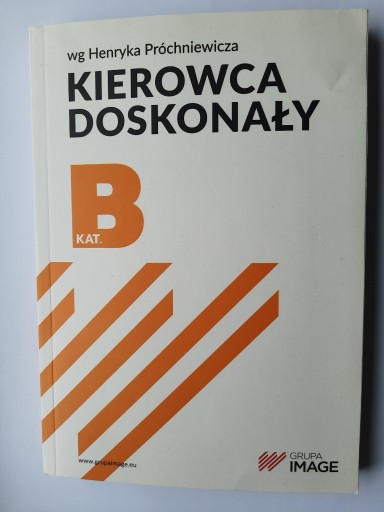 wg Henryka Próchniewicza
KIEROWCA
DOSKONAŁY
B
KAT.
www.grupaimage.eu
GRUPA
IMAGE